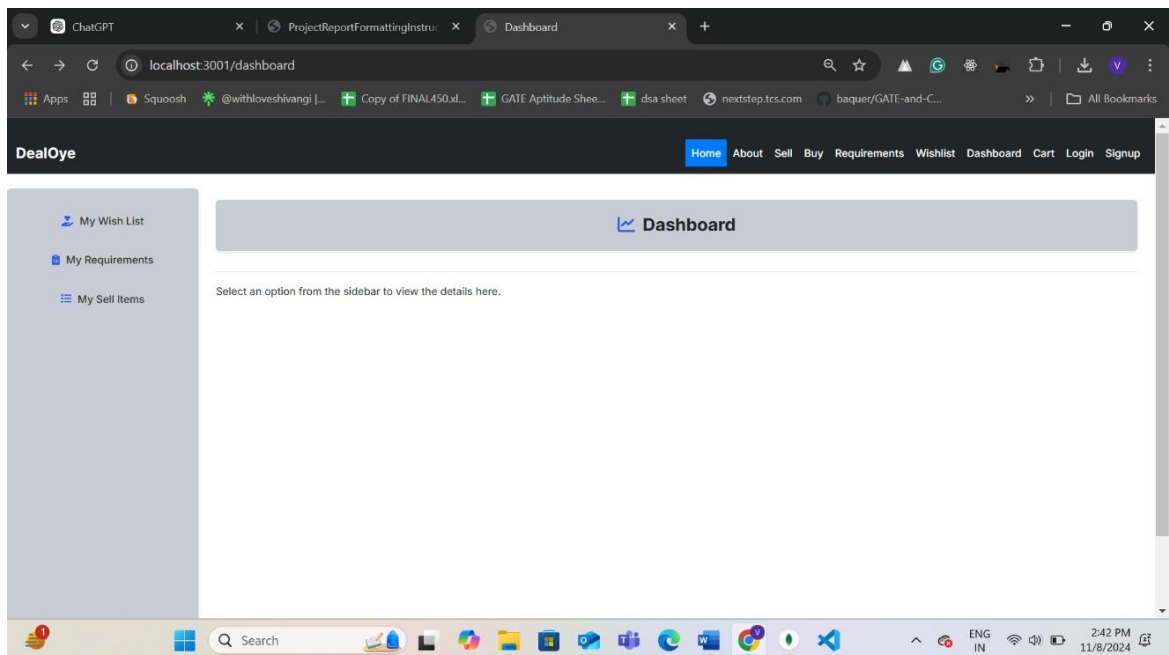 ChatGPT
ProjectReportFormattingInstruc
Dashboard
localhost:3001/dashboard
Apps Squoosh @withloveshivangi |... Copy of FINAL450.xl... GATE Aptitude Shee... dsa sheet nextstep.tcs.com baquer/GATE-and-C... » All Bookmarks
DealOye Home About Sell Buy Requirements Wishlist Dashboard Cart Login Signup
My Wish List
My Requirements
My Sell Items
Dashboard
Select an option from the sidebar to view the details here.
1
Search
ENG
IN
2:42 PM
11/8/2024